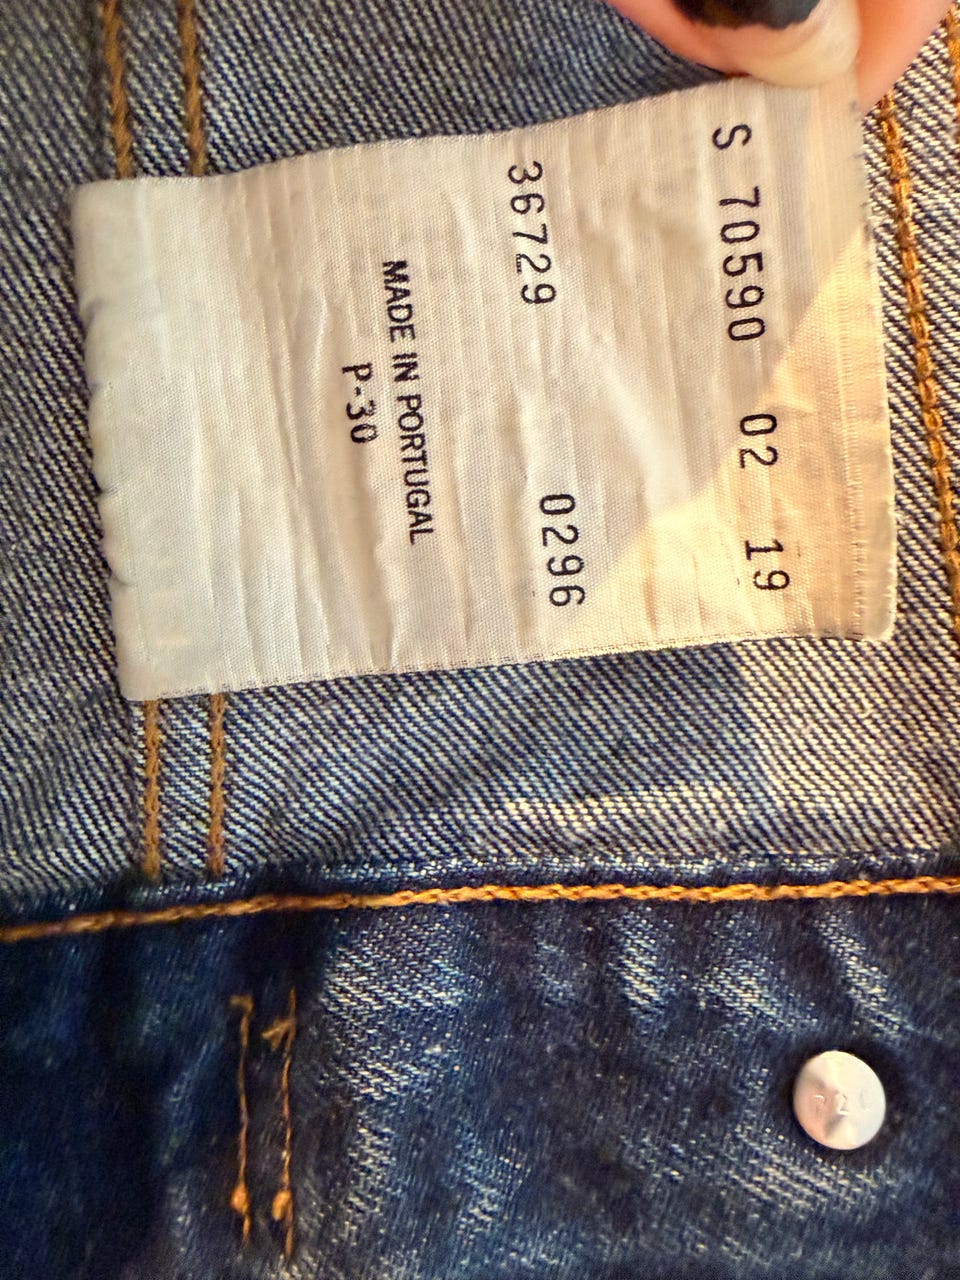 S 70590 02 19
36729 0296
MADE IN PORTUGAL
P-30